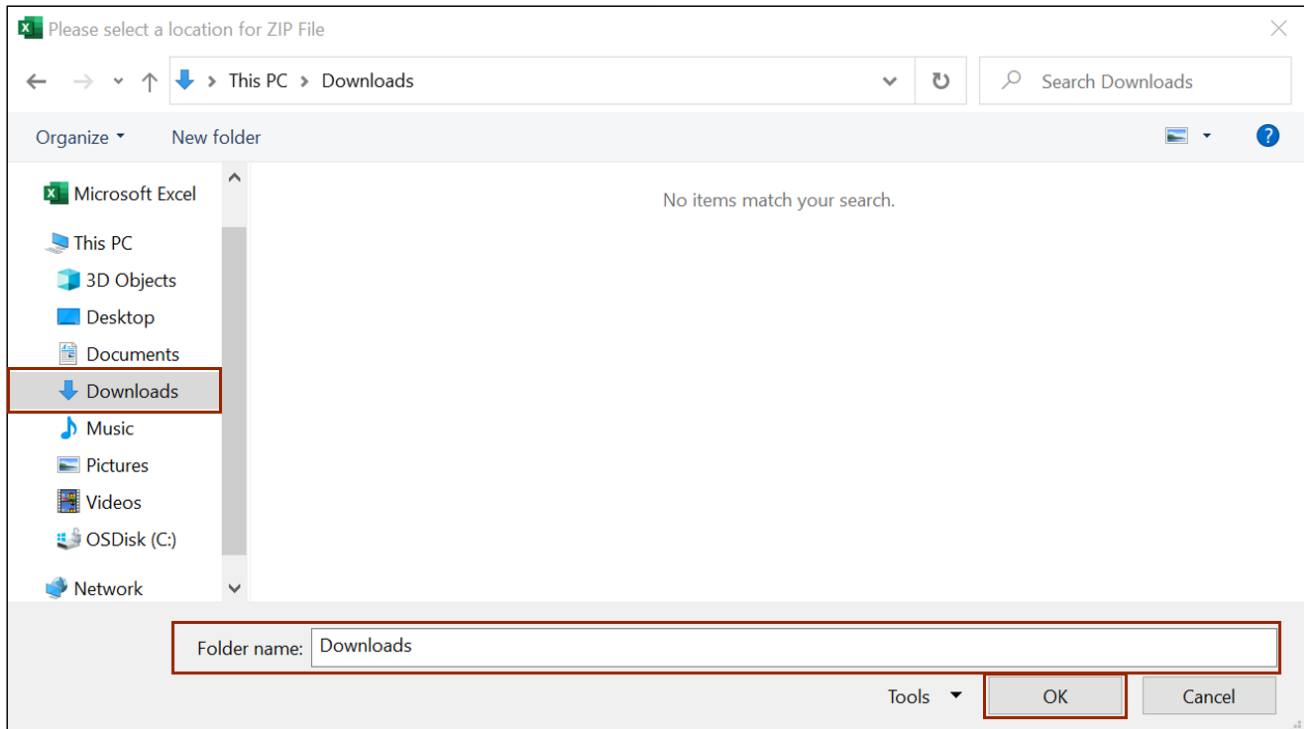 Please select a location for ZIP File
This PC > Downloads
Search Downloads
Organize
New folder
?
Microsoft Excel
No items match your search.
This PC
3D Objects
Desktop
Documents
Downloads
Music
Pictures
Videos
OSDisk (C:)
Network
Folder name: Downloads
Tools OK Cancel